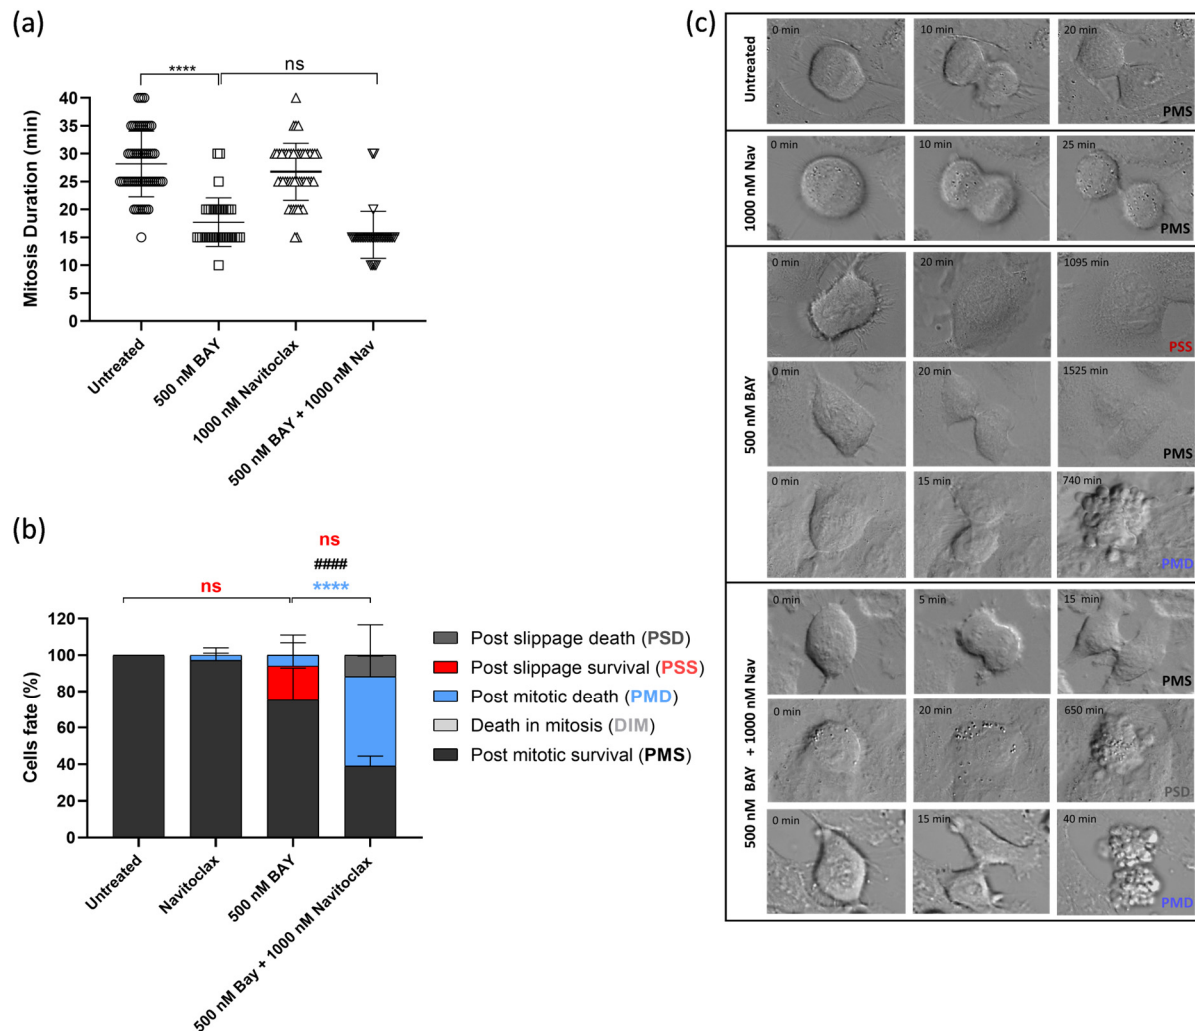 (a)
****
ns
Mitosis Duration (min)
40
35
30
25
20
15
10
5
0
Untreated
500 nM BAY
1000 nM Navitoclax
500 nM BAY + 1000 nM Nav
(b)
ns
ns
####
****
Cells fate (%)
120
100
80
60
40
20
0
Untreated
Navitoclax
500 nM BAY
500 nM Bay + 1000 nM Navitoclax
Post slippage death (PSD)
Post slippage survival (PSS)
Post mitotic death (PMD)
Death in mitosis (DIM)
Post mitotic survival (PMS)
(c)
Untreated
0 min
10 min
20 min
PMS
1000 nM Nav
0 min
10 min
25 min
PMS
500 nM BAY
0 min
20 min
1095 min
PSS
0 min
20 min
1525 min
PMS
0 min
15 min
740 min
PMD
500 nM BAY + 1000 nM Nav
0 min
5 min
15 min
PMS
0 min
20 min
650 min
PSD
0 min
15 min
40 min
PMD